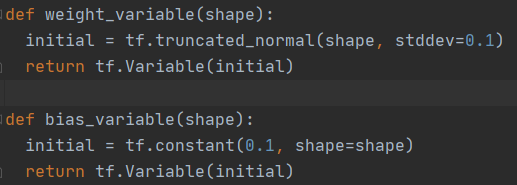 def weight_variable(shape):
  initial = tf.truncated_normal(shape, stddev=0.1)
  return tf.Variable(initial)

def bias_variable(shape):
  initial = tf.constant(0.1, shape=shape)
  return tf.Variable(initial)